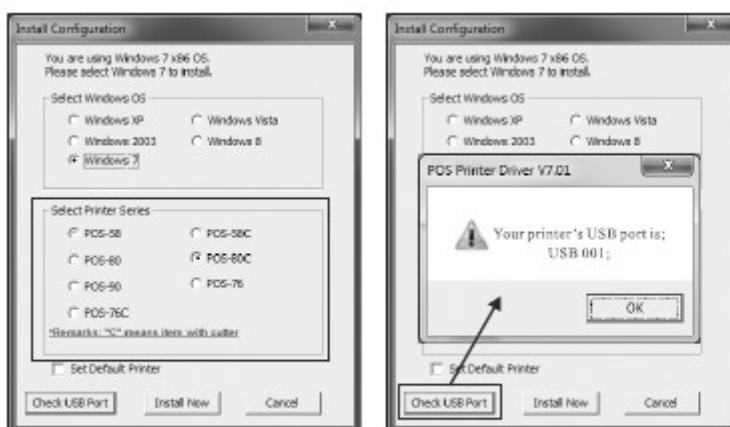 Install Configuration
You are using Windows 7 x86 OS.
Please select Windows 7 to install.
Select Windows OS
Windows XP
Windows Vista
Windows 2003
Windows 8
Windows 7
Select Printer Series
POS-58
POS-58C
POS-80
POS-80C
POS-90
POS-76
POS-76C
*Remarks: "C" means item with cutter
Set Default Printer
Check USB Port
Install Now
Cancel
Install Configuration
You are using Windows 7 x86 OS.
Please select Windows 7 to install.
Select Windows OS
Windows XP
Windows Vista
Windows 2003
Windows 8
POS Printer Driver V7.01
Your printer's USB port is;
USB 001;
OK
Set Default Printer
Check USB Port
Install Now
Cancel